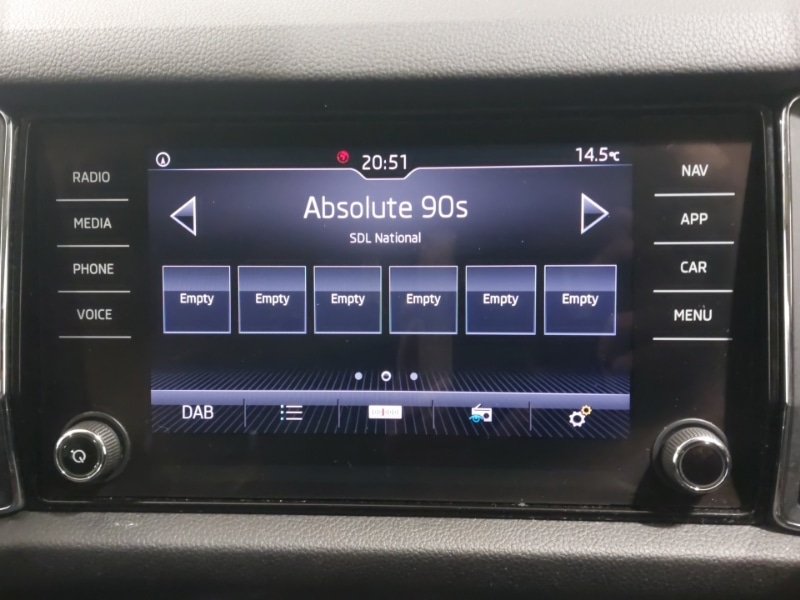 20:51
14.5°C
RADIO
MEDIA
PHONE
VOICE
Absolute 90s
SDL National
Empty Empty Empty Empty Empty Empty
DAB
NAV
APP
CAR
MENU